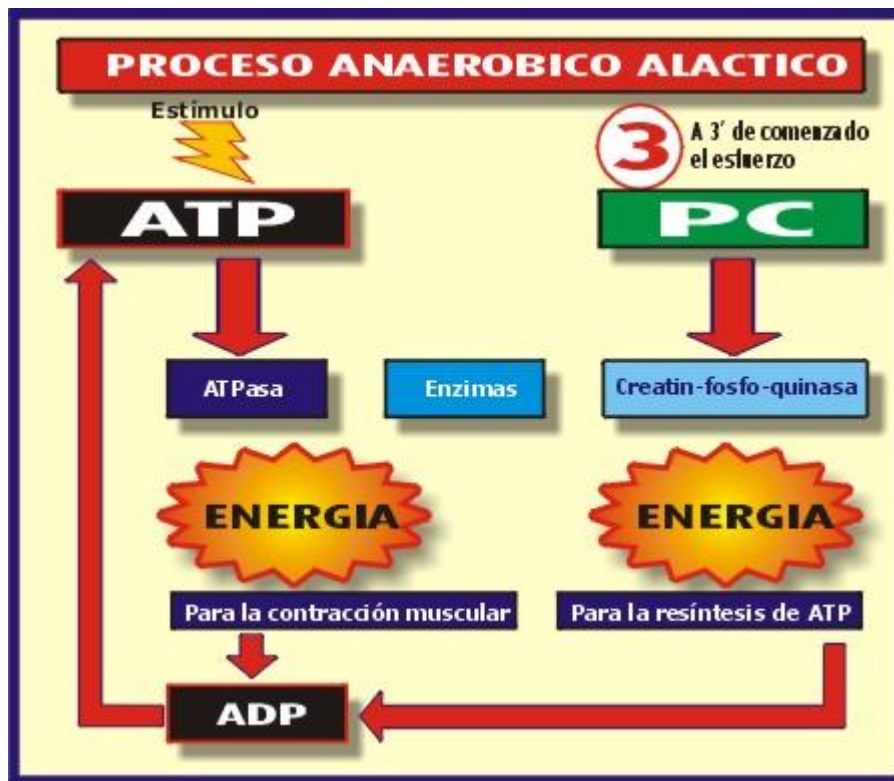 PROCESO ANAEROBICO ALACTICO
Estímulo
3
A 3´ de comenzado
el esfuerzo
ATP
PC
ATPasa
Enzimas
Creatin-fosfo-quinasa
ENERGIA
ENERGIA
Para la contracción muscular
Para la resíntesis de ATP
ADP